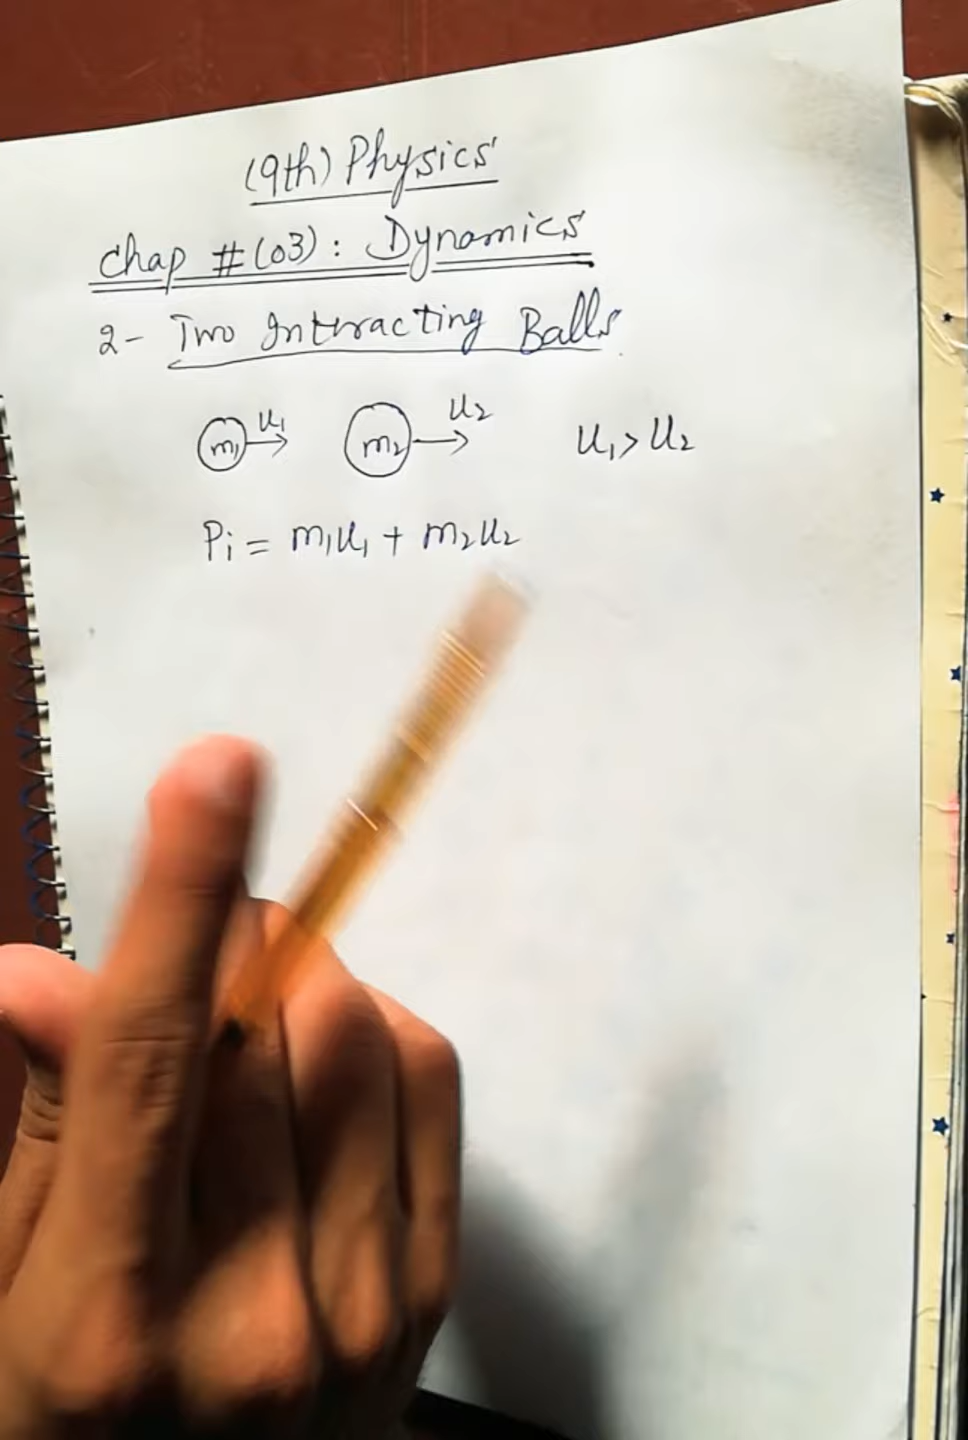 (9th) Physics
Chap #(03): Dynamics
2- Two Interacting Balls
m1 u1 m2 u2 u1 > u2
Pi = m1u1 + m2u2